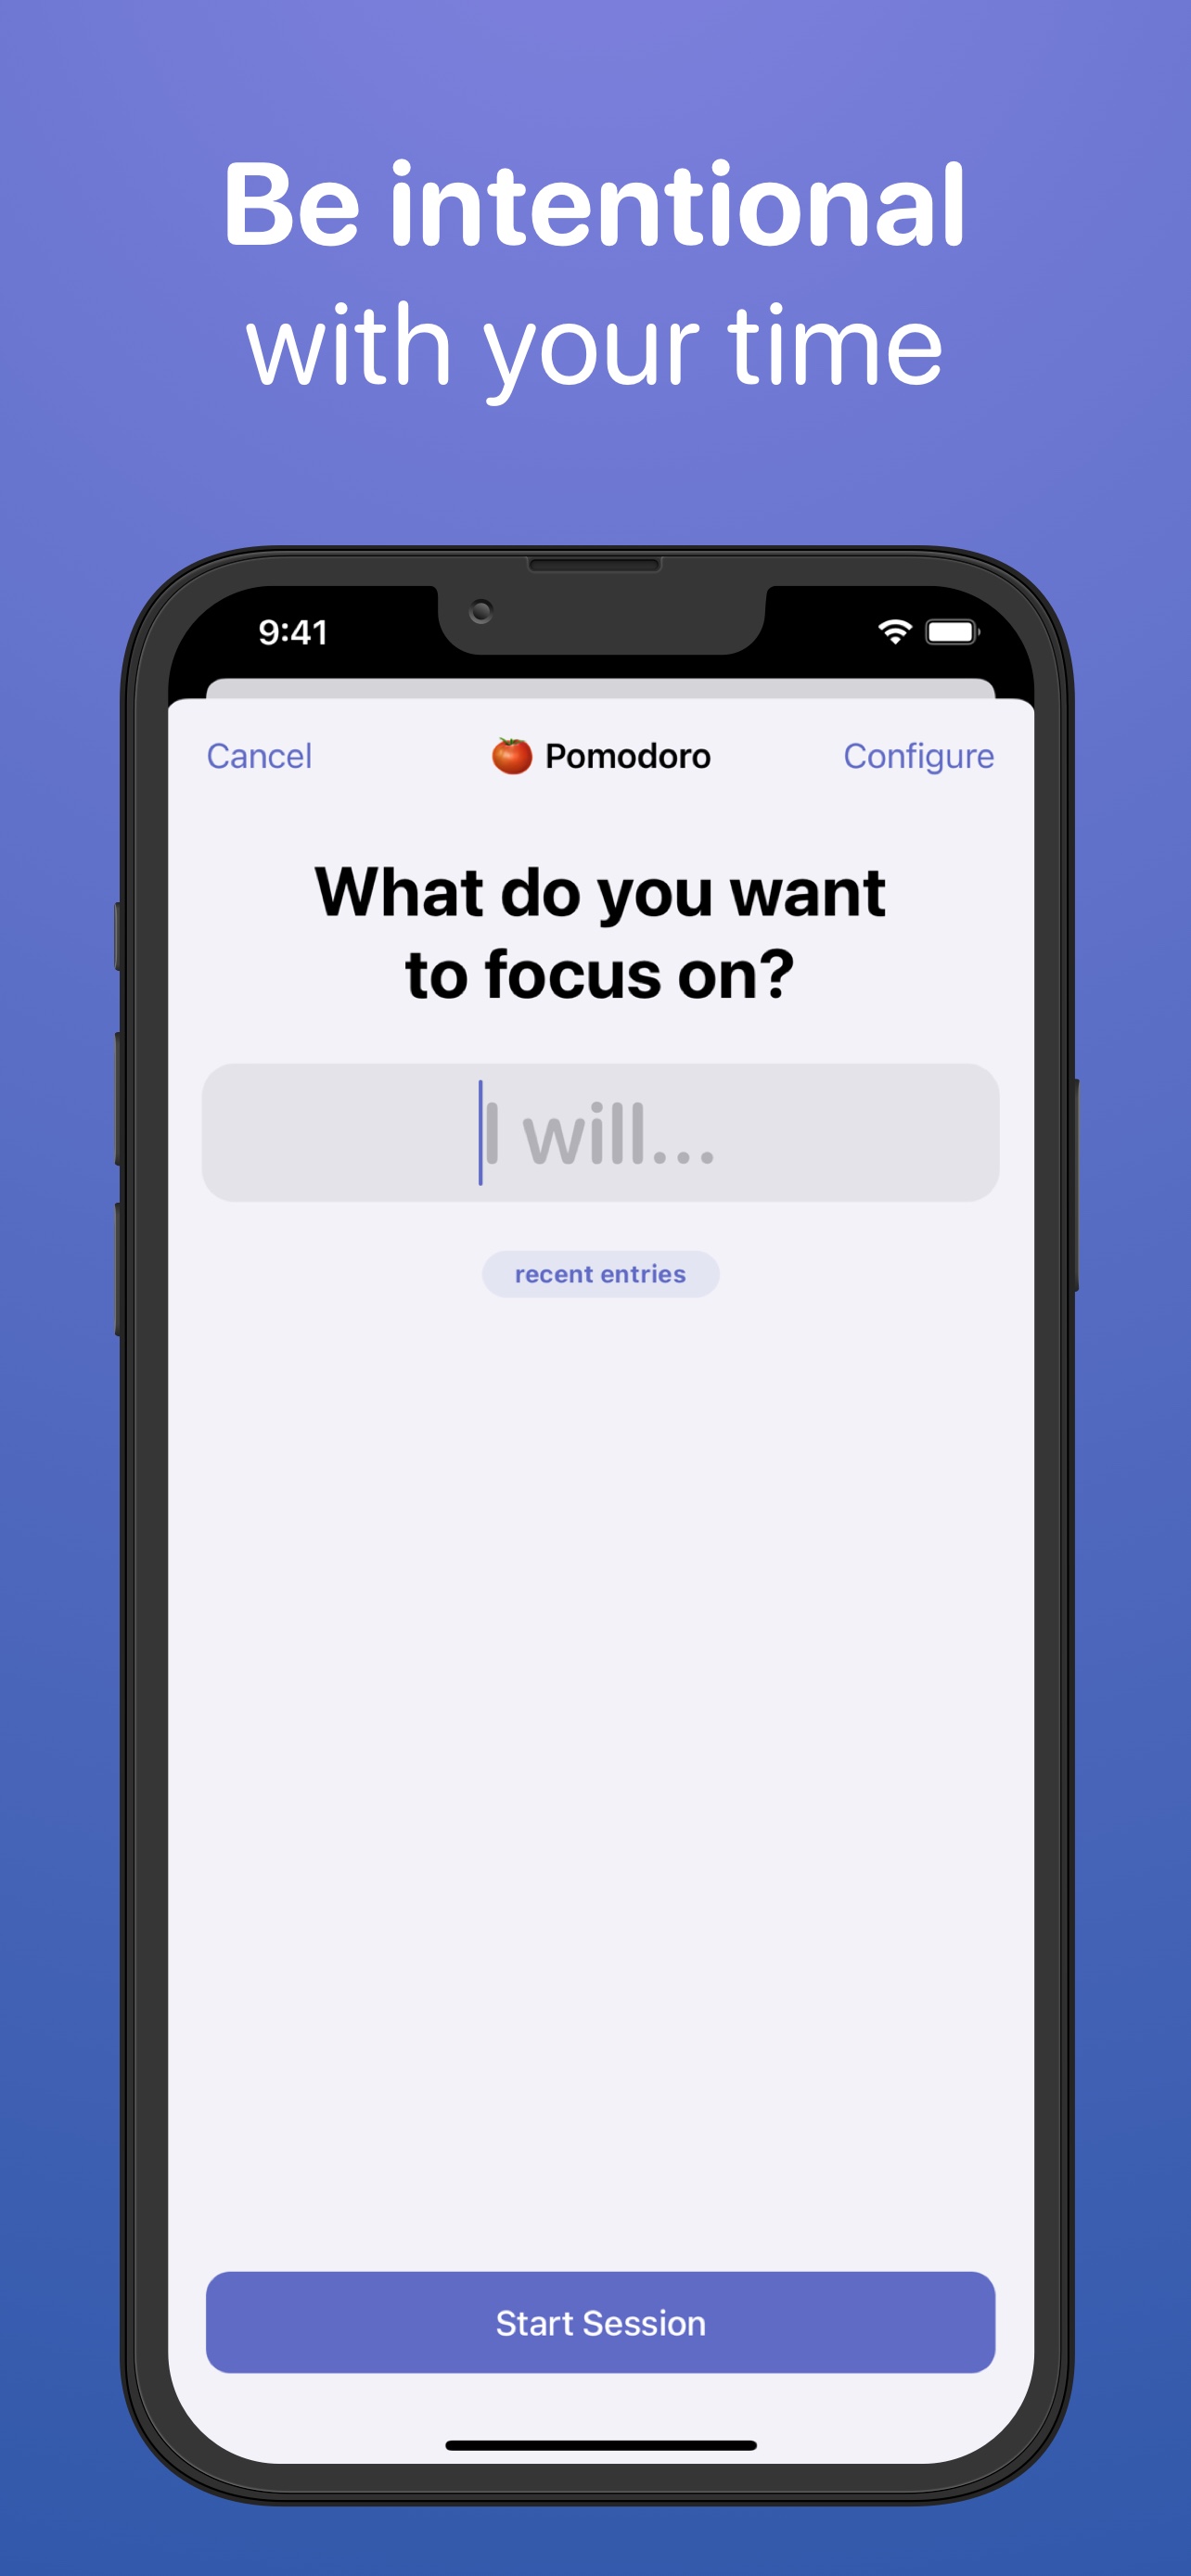 Be intentional
with your time
9:41
Cancel
🍅 Pomodoro
Configure
What do you want
to focus on?
I will...
recent entries
Start Session